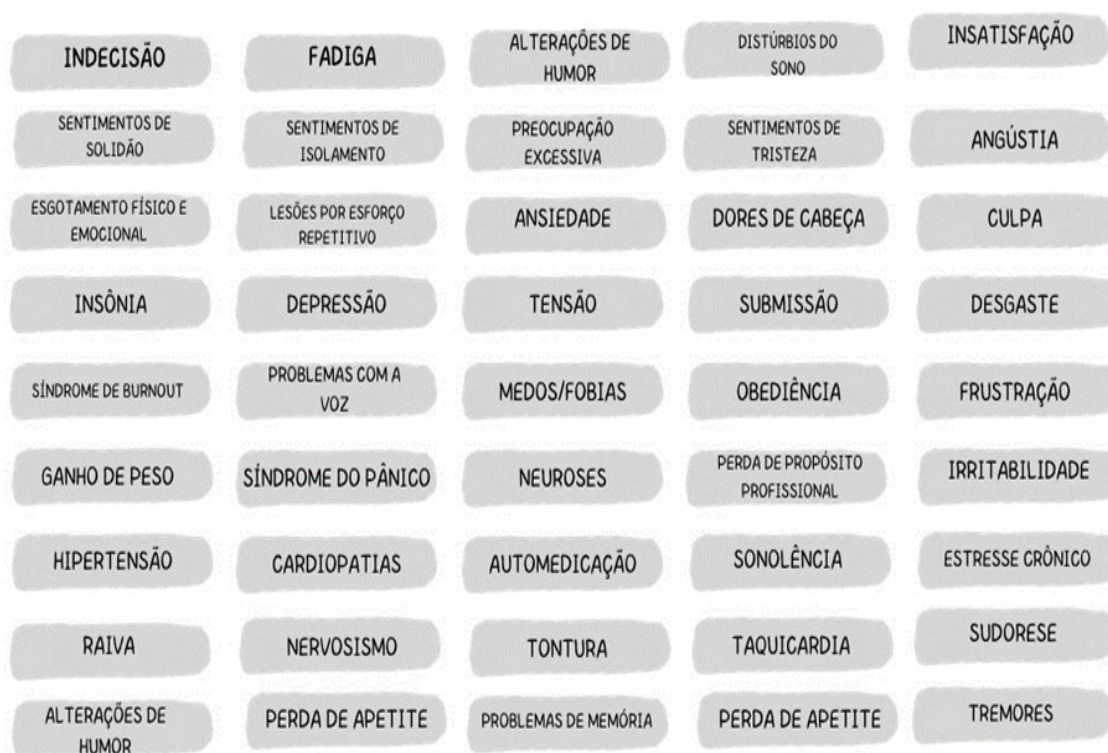 INDECISÃO
FADIGA
ALTERAÇÕES DE
HUMOR
DISTÚRBIOS DO
SONO
INSATISFAÇÃO
SENTIMENTOS DE
SOLIDÃO
SENTIMENTOS DE
ISOLAMENTO
PREOCUPAÇÃO
EXCESSIVA
SENTIMENTOS DE
TRISTEZA
ANGÚSTIA
ESGOTAMENTO FÍSICO E
EMOCIONAL
LESÕES POR ESFORÇO
REPETITIVO
ANSIEDADE
DORES DE CABEÇA
CULPA
INSÔNIA
DEPRESSÃO
TENSÃO
SUBMISSÃO
DESGASTE
SÍNDROME DE BURNOUT
PROBLEMAS COM A
VOZ
MEDOS/FOBIAS
OBEDIÊNCIA
FRUSTRAÇÃO
GANHO DE PESO
SÍNDROME DO PÂNICO
NEUROSES
PERDA DE PROPÓSITO
PROFISSIONAL
IRRITABILIDADE
HIPERTENSÃO
CARDIOPATIAS
AUTOMEDICAÇÃO
SONOLÊNCIA
ESTRESSE CRÔNICO
RAIVA
NERVOSISMO
TONTURA
TAQUICARDIA
SUDORESE
ALTERAÇÕES DE
HUMOR
PERDA DE APETITE
PROBLEMAS DE MEMÓRIA
PERDA DE APETITE
TREMORES